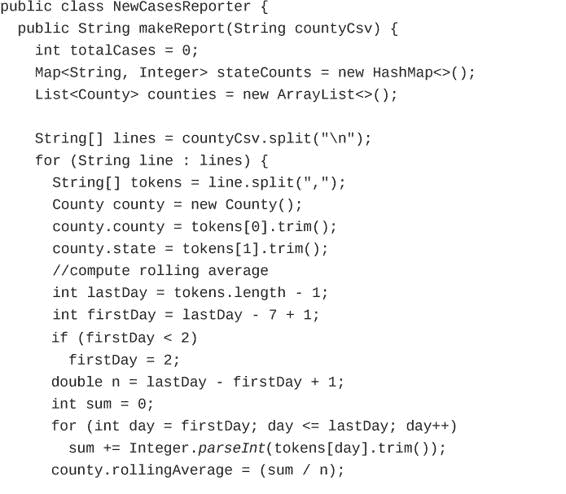 public class NewCasesReporter {
  public String makeReport(String countyCsv) {
    int totalCases = 0;
    Map<String, Integer> stateCounts = new HashMap<>();
    List<County> counties = new ArrayList<>();

    String[] lines = countyCsv.split("\n");
    for (String line : lines) {
      String[] tokens = line.split(",");
      County county = new County();
      county.county = tokens[0].trim();
      county.state = tokens[1].trim();
      //compute rolling average
      int lastDay = tokens.length - 1;
      int firstDay = lastDay - 7 + 1;
      if (firstDay < 2)
        firstDay = 2;
      double n = lastDay - firstDay + 1;
      int sum = 0;
      for (int day = firstDay; day <= lastDay; day++)
        sum += Integer.parseInt(tokens[day].trim());
      county.rollingAverage = (sum / n);